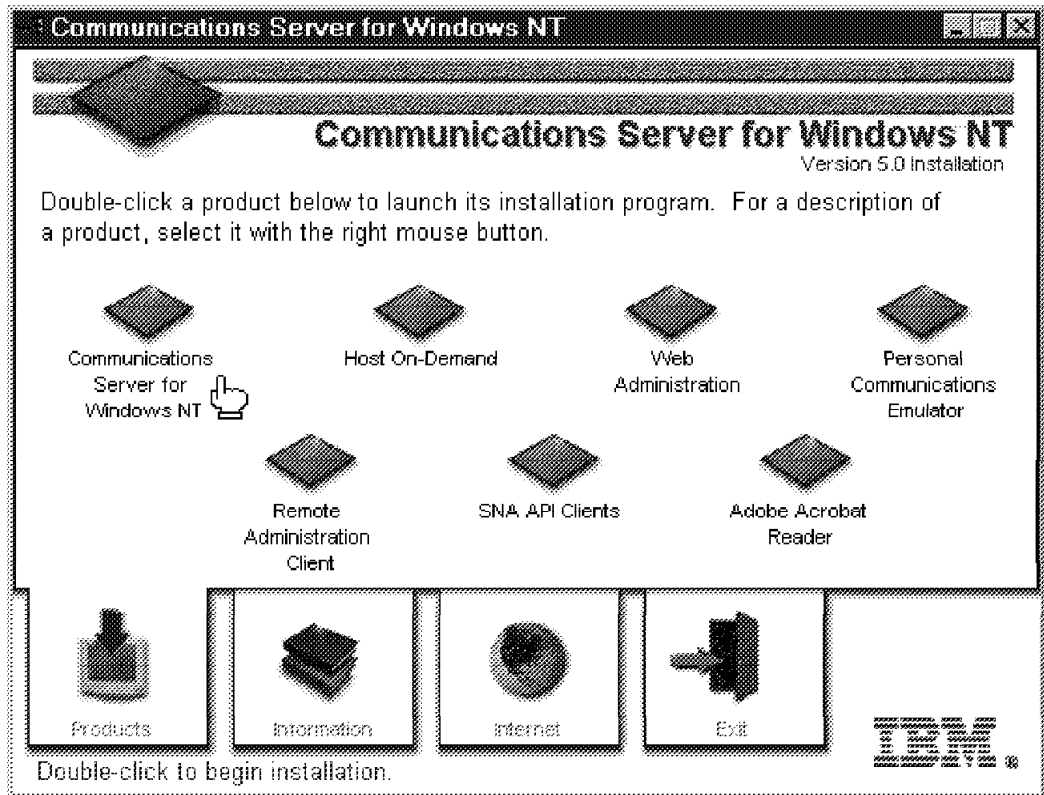 Communications Server for Windows NT
Communications Server for Windows NT
Version 5.0 Installation
Double-click a product below to launch its installation program. For a description of
a product, select it with the right mouse button.
Communications
Server for
Windows NT
Host On-Demand
Web
Administration
Personal
Communications
Emulator
Remote
Administration
Client
SNA API Clients
Adobe Acrobat
Reader
Products
Information
Internet
Exit
IBM ®
Double-click to begin installation.